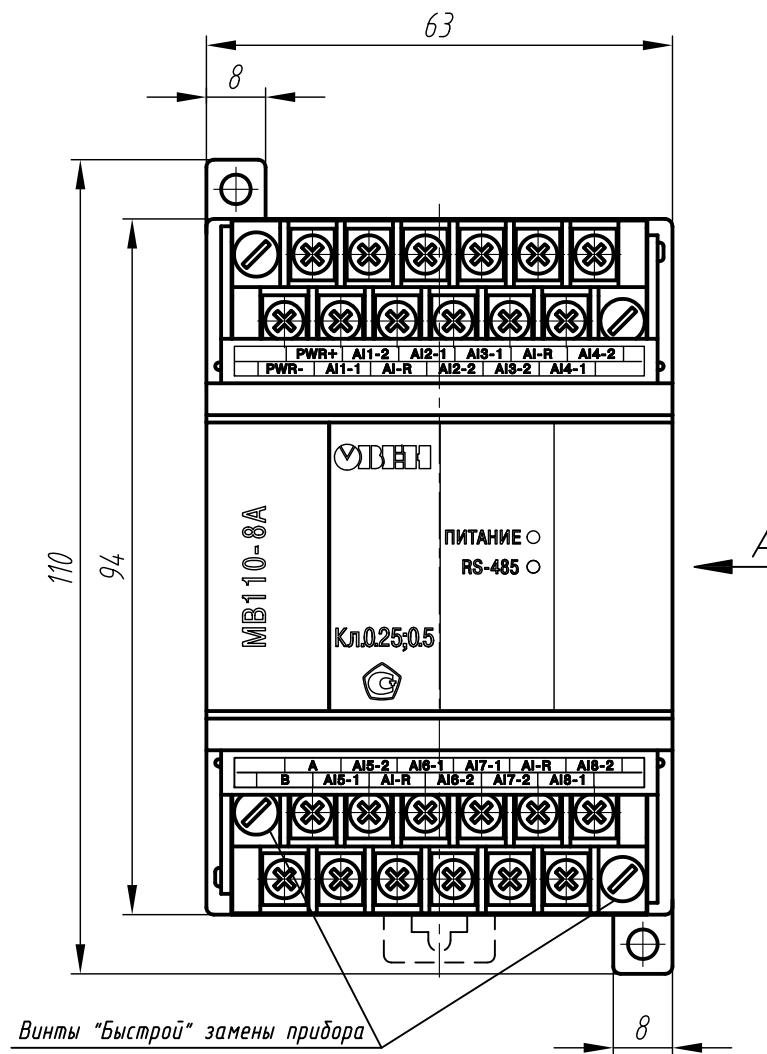 63
8
PWR+ AI1-2 AI2-1 AI3-1 AI-R AI4-2
PWR- AI1-1 AI-R AI2-2 AI3-2 AI4-1
ОВЕН
110
94
МВ110-8А
ПИТАНИЕ
RS-485
А
Кл.0.25;0.5
A AI5-2 AI6-1 AI7-1 AI-R AI8-2
B AI5-1 AI-R AI6-2 AI7-2 AI8-1
Винты "Быстрой" замены прибора
8